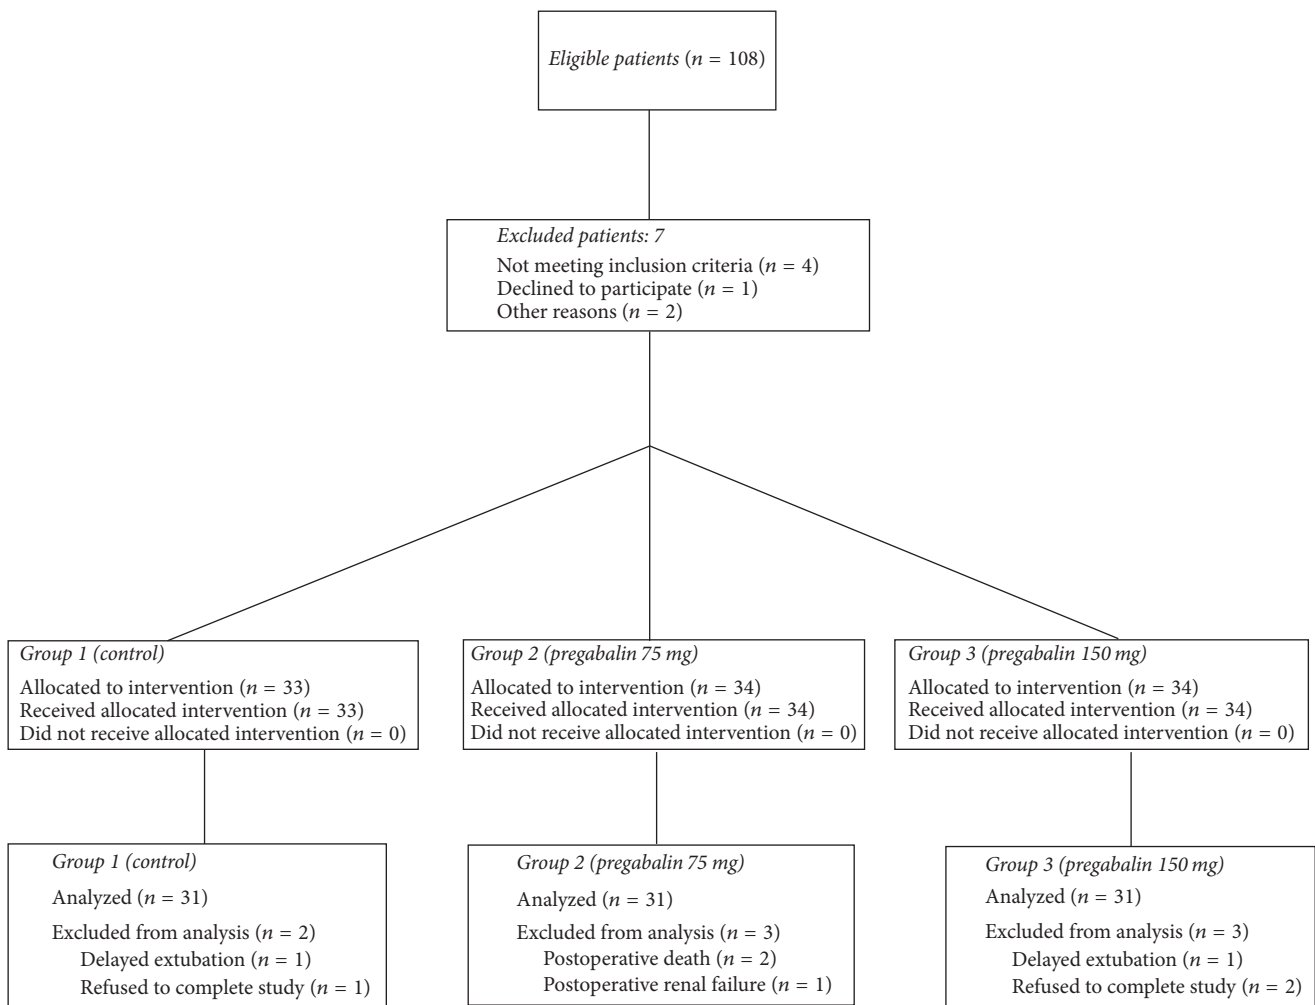 Eligible patients (n = 108)
Excluded patients: 7
Not meeting inclusion criteria (n = 4)
Declined to participate (n = 1)
Other reasons (n = 2)
Group 1 (control)
Allocated to intervention (n = 33)
Received allocated intervention (n = 33)
Did not receive allocated intervention (n = 0)
Group 2 (pregabalin 75 mg)
Allocated to intervention (n = 34)
Received allocated intervention (n = 34)
Did not receive allocated intervention (n = 0)
Group 3 (pregabalin 150 mg)
Allocated to intervention (n = 34)
Received allocated intervention (n = 34)
Did not receive allocated intervention (n = 0)
Group 1 (control)
Analyzed (n = 31)
Excluded from analysis (n = 2)
Delayed extubation (n = 1)
Refused to complete study (n = 1)
Group 2 (pregabalin 75 mg)
Analyzed (n = 31)
Excluded from analysis (n = 3)
Postoperative death (n = 2)
Postoperative renal failure (n = 1)
Group 3 (pregabalin 150 mg)
Analyzed (n = 31)
Excluded from analysis (n = 3)
Delayed extubation (n = 1)
Refused to complete study (n = 2)